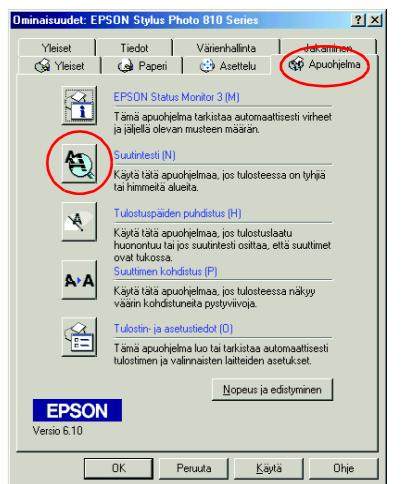 Ominaisuudet: EPSON Stylus Photo 810 Series
Yleiset Tiedot Värienhallinta Jakaminen
Yleiset Paperi Asettelu Apuohjelma
EPSON Status Monitor 3 (M)
Tämä apuohjelma tarkistaa automaattisesti virheet
ja jäljellä olevan musteen määrän.
Suutintesti (N)
Käytä tätä apuohjelmaa, jos tulosteessa on tyhjiä
tai himmeitä alueita.
Tulostuspäiden puhdistus (H)
Käytä tätä apuohjelmaa, jos tulostuslaatu
huonontuu tai jos suutintesti osittaa, että suuttimet
ovat tukossa.
Suuttimen kohdistus (P)
Käytä tätä apuohjelmaa, jos tulosteessa näkyy
väärin kohdistuneita pystyviivoja.
Tulostin- ja asetustiedot (O)
Tämä apuohjelma luo tai tarkistaa automaattisesti
tulostimen ja valinnaisten laitteiden asetukset.
Nopeus ja edistyminen
EPSON
Versio 6.10
OK Peruuta Käytä Ohje